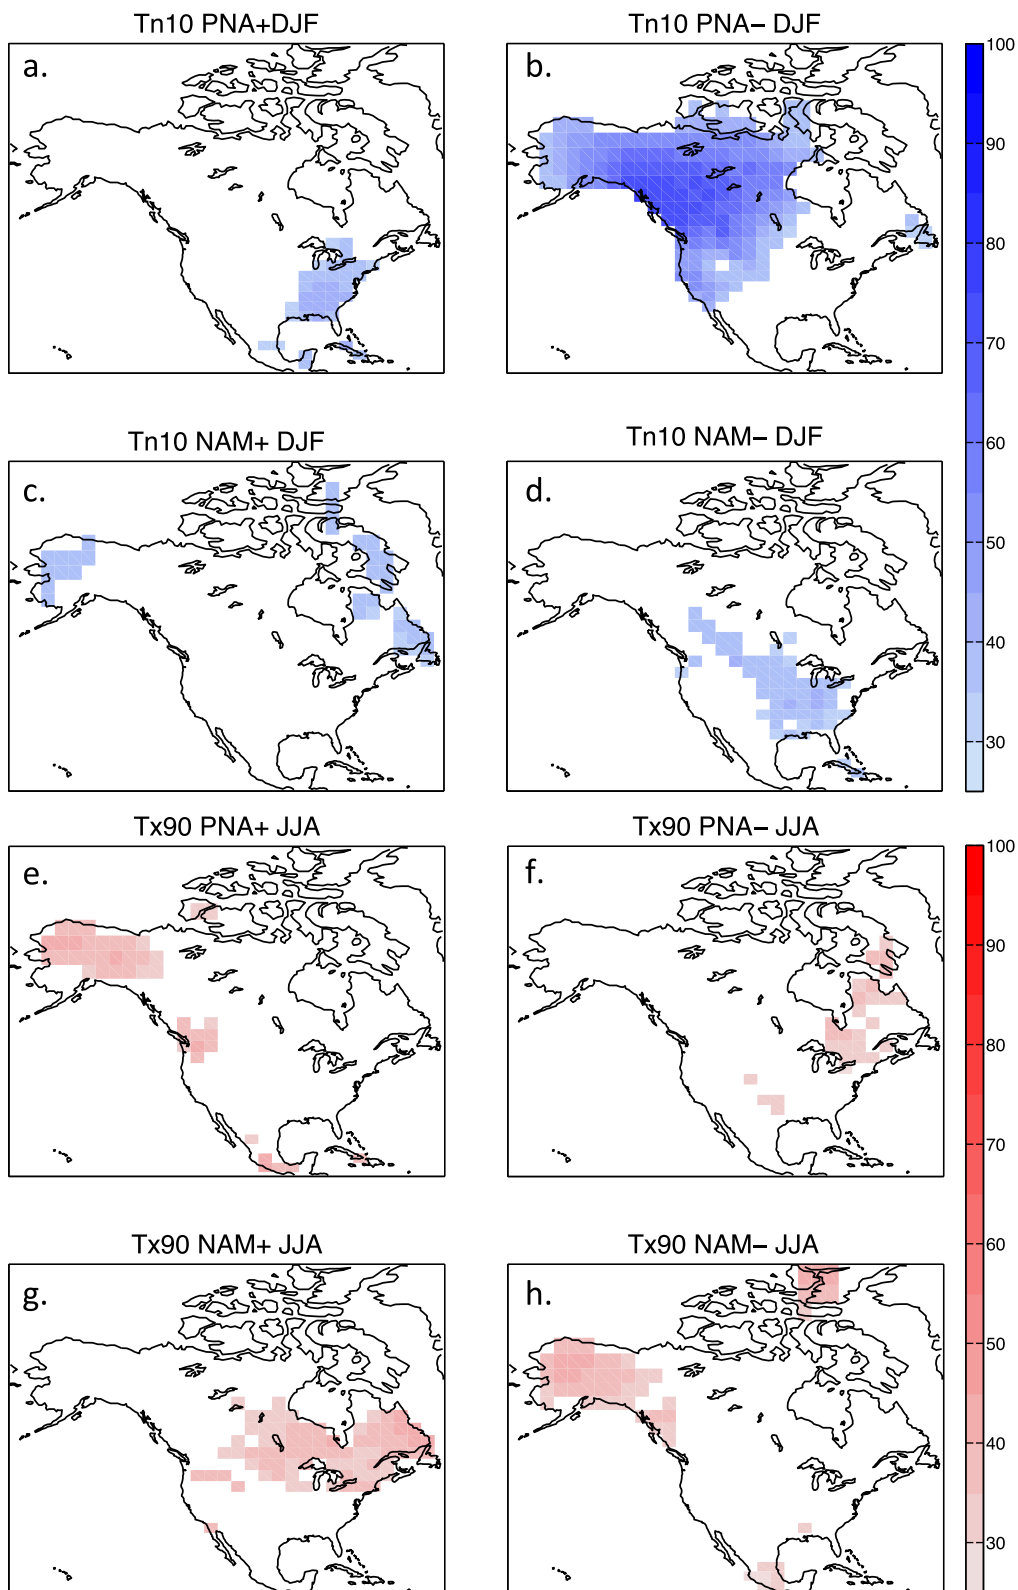 Tn10 PNA+DJF
Tn10 PNA− DJF
a.
b.
100
90
80
70
60
50
40
30
Tn10 NAM+ DJF
Tn10 NAM− DJF
c.
d.
Tx90 PNA+ JJA
Tx90 PNA− JJA
e.
f.
100
90
80
70
60
50
40
30
Tx90 NAM+ JJA
Tx90 NAM− JJA
g.
h.